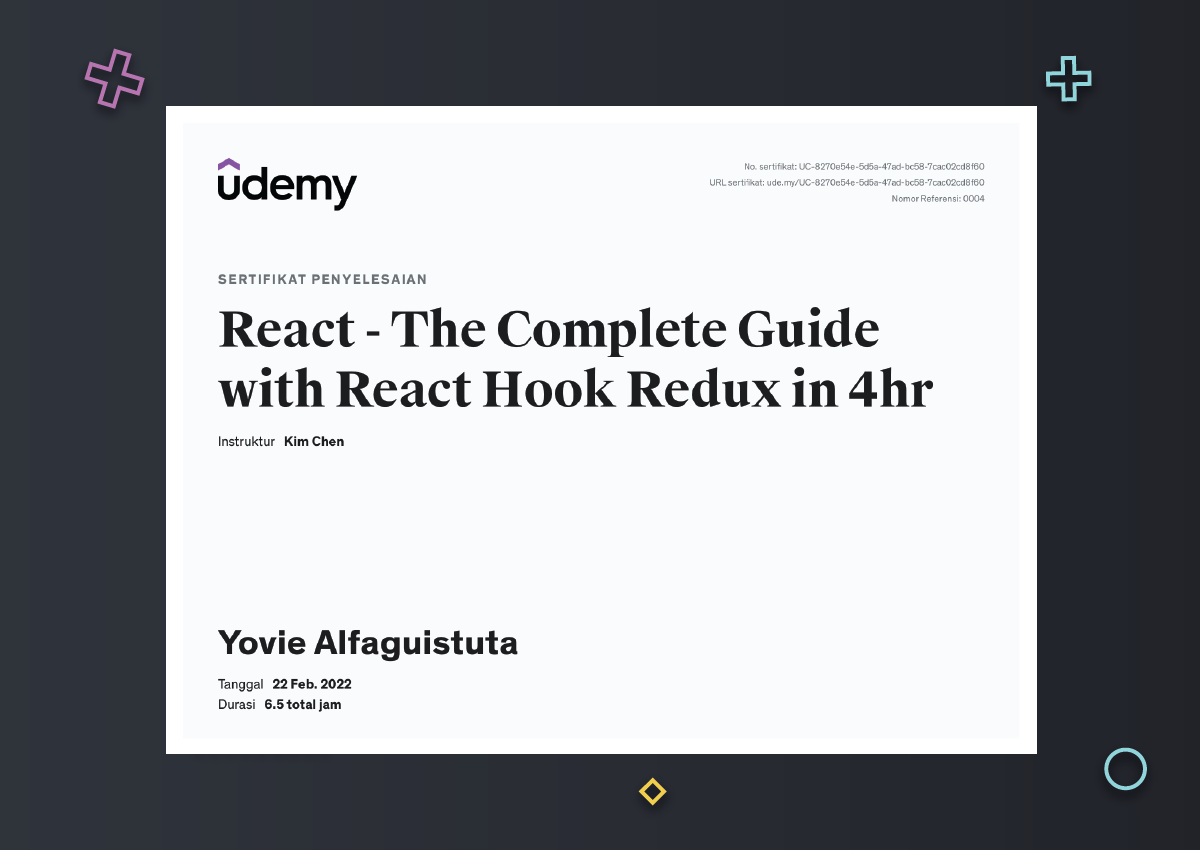 udemy
No. sertifikat: UC-8270e54e-5d5a-47ad-bc58-7cac02cd8f60
URL sertifikat: ude.my/UC-8270e54e-5d5a-47ad-bc58-7cac02cd8f60
Nomor Referensi: 0004
SERTIFIKAT PENYELESAIAN
React - The Complete Guide
with React Hook Redux in 4hr
Instruktur Kim Chen
Yovie Alfaguistuta
Tanggal 22 Feb. 2022
Durasi 6.5 total jam